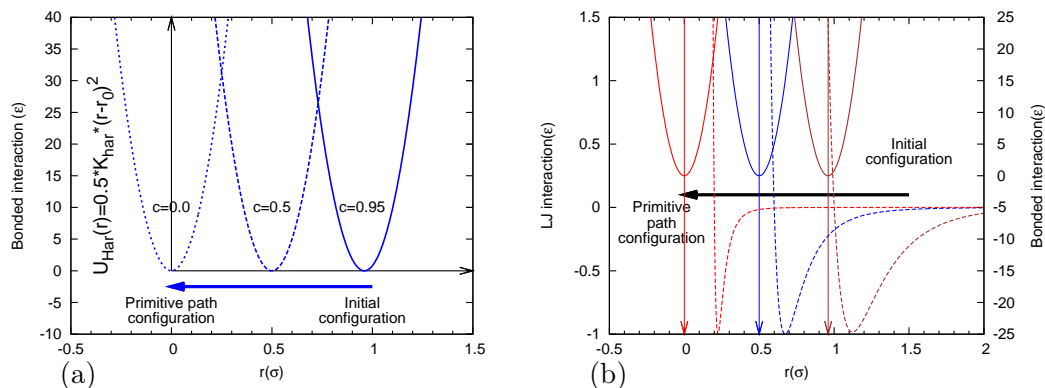 Bonded interaction (ε)
40
35
30
25
20
15
10
5
0
-5
-10
U_Har(r)=0.5*K_har*(r-r_0)^2
c=0.0
c=0.5
c=0.95
Primitive path
configuration
Initial
configuration
-0.5
0
0.5
1
1.5
r(σ)
(a)
LJ interaction(ε)
1.5
1
0.5
0
-0.5
-1
Initial
configuration
Primitive
path
configuration
25
20
15
10
5
0
-5
-10
-15
-20
-25
Bonded interaction(ε)
-0.5
0
0.5
1
1.5
2
r(σ)
(b)